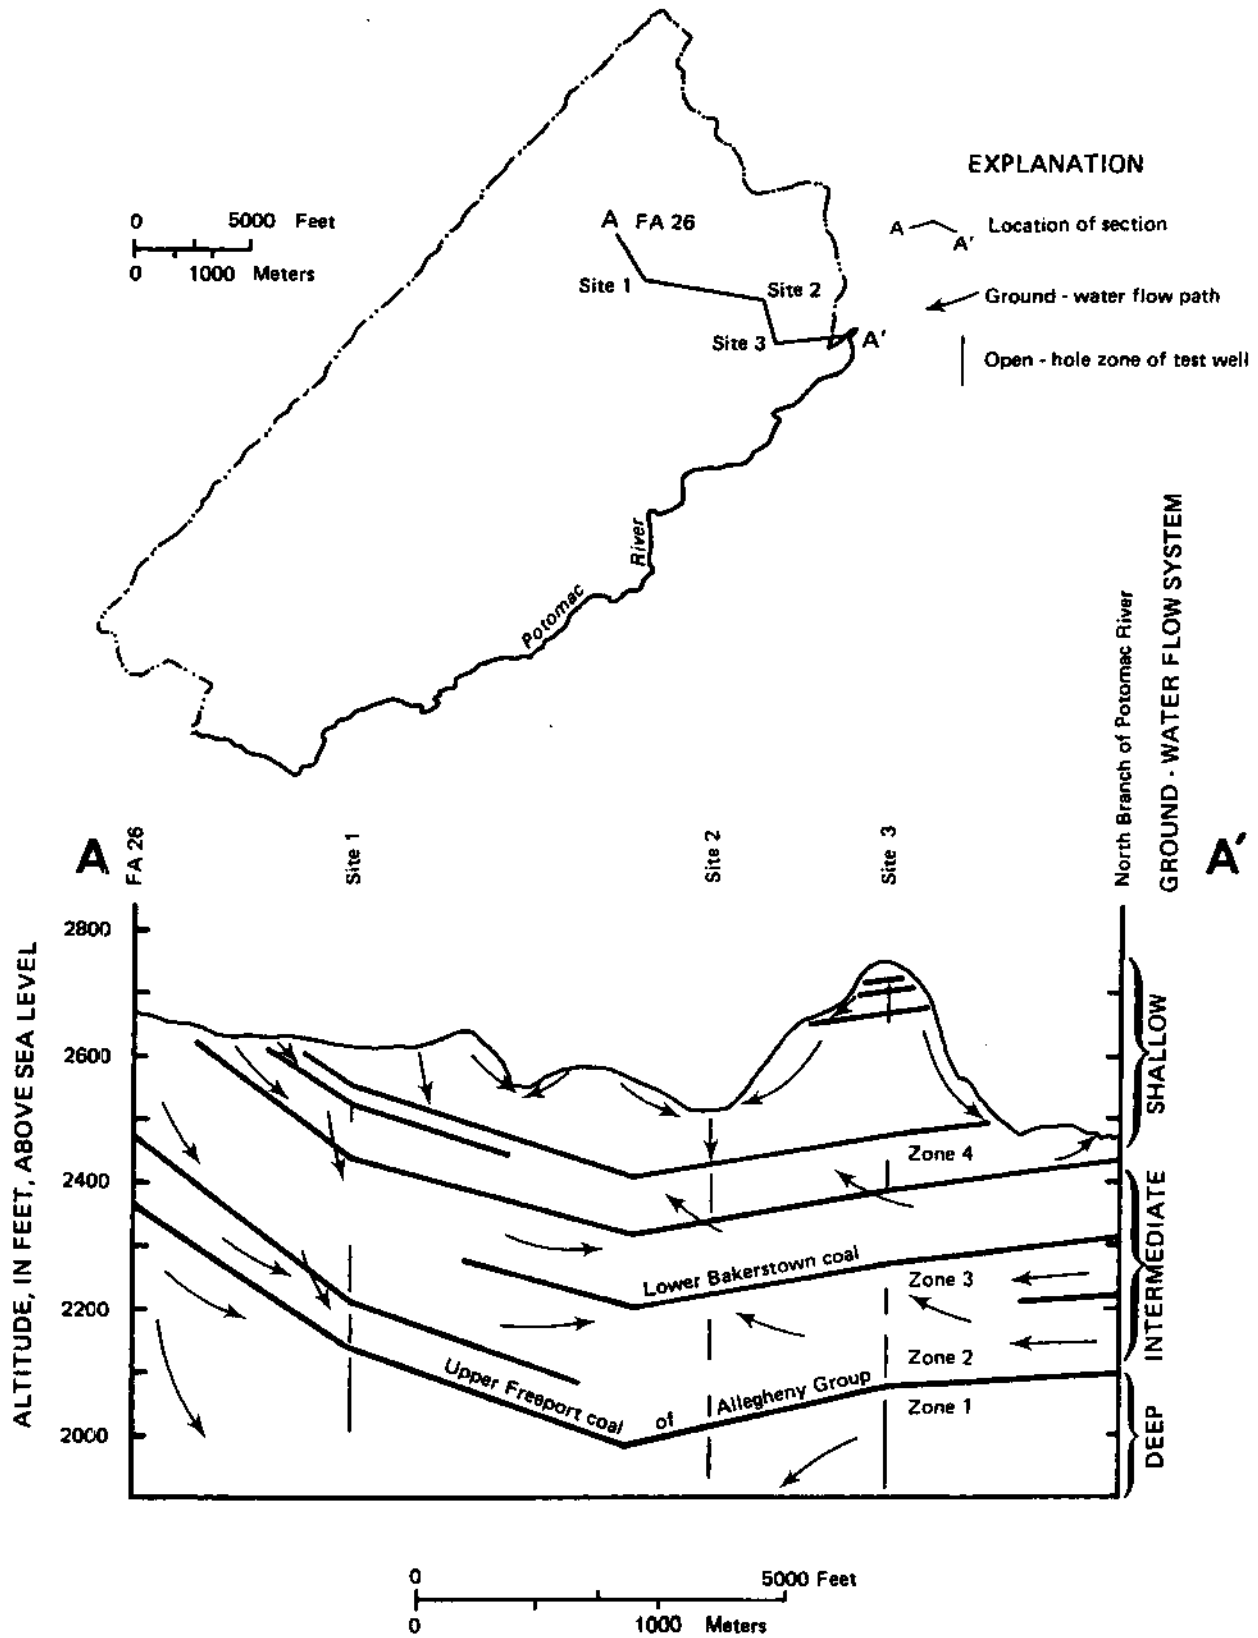 EXPLANATION
0 5000 Feet
0 1000 Meters
A FA 26
Site 1
Site 2
Site 3
A'
A A' Location of section
Ground - water flow path
Open - hole zone of test well
Potomac River
A
FA 26
Site 1
Site 2
Site 3
North Branch of Potomac River
GROUND - WATER FLOW SYSTEM
A'
ALTITUDE, IN FEET, ABOVE SEA LEVEL
2800
2600
2400
2200
2000
Zone 4
Lower Bakerstown coal
Zone 3
Zone 2
Upper Freeport coal of Allegheny Group
Zone 1
SHALLOW
INTERMEDIATE
DEEP
0 5000 Feet
0 1000 Meters